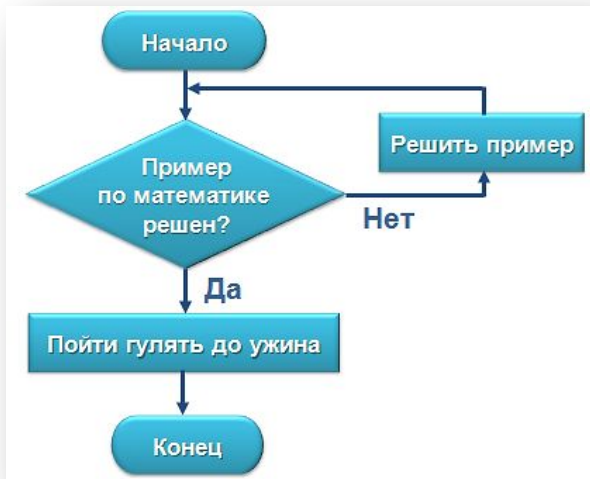 Начало
Решить пример
Пример
по математике
решен?
Нет
Да
Пойти гулять до ужина
Конец